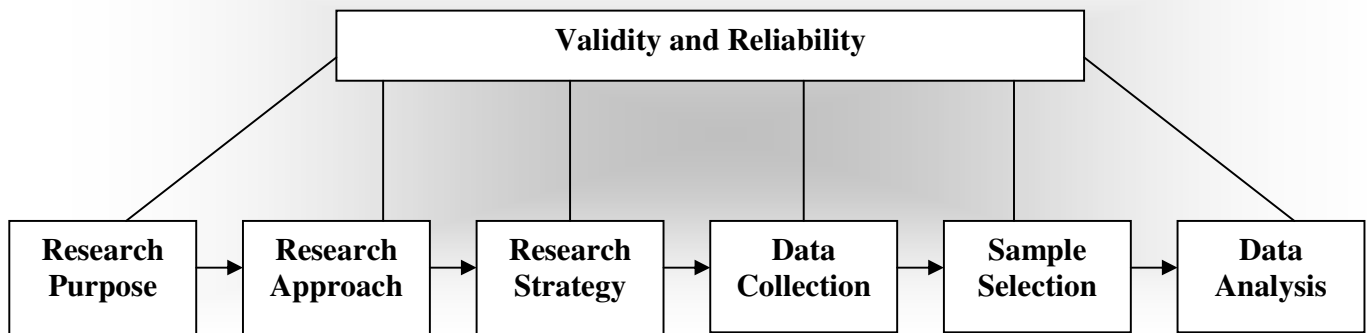 Validity and Reliability
Research
Purpose
Research
Approach
Research
Strategy
Data
Collection
Sample
Selection
Data
Analysis